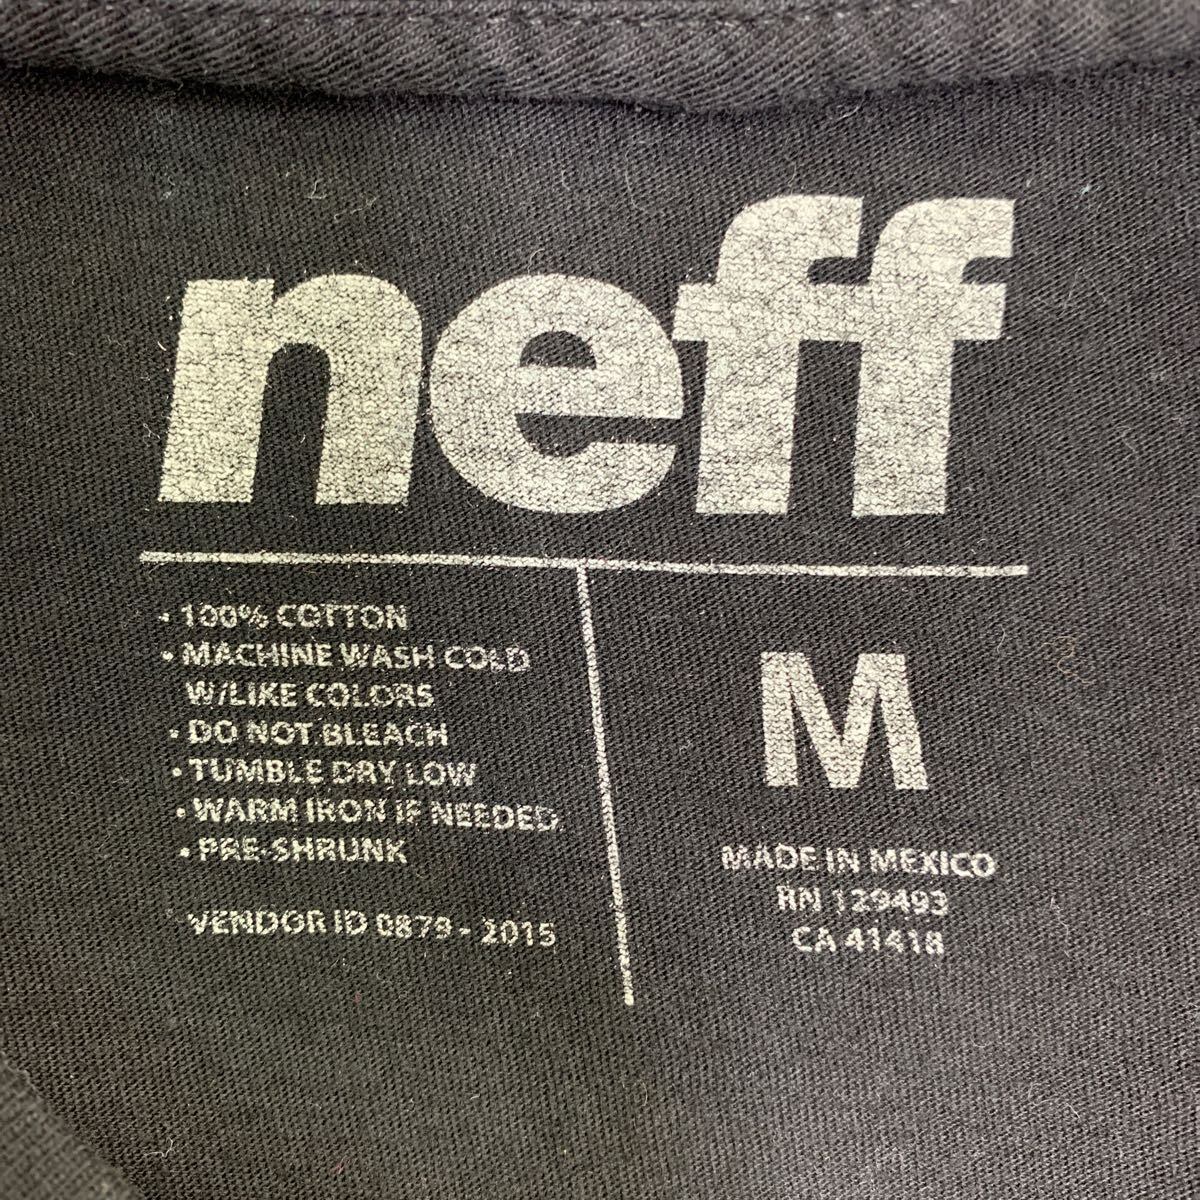 neff
• 100% COTTON
• MACHINE WASH COLD
W/LIKE COLORS
• DO NOT BLEACH
• TUMBLE DRY LOW
• WARM IRON IF NEEDED
• PRE-SHRUNK
VENDOR ID 0879 - 2015
M
MADE IN MEXICO
RN 129493
CA 41418